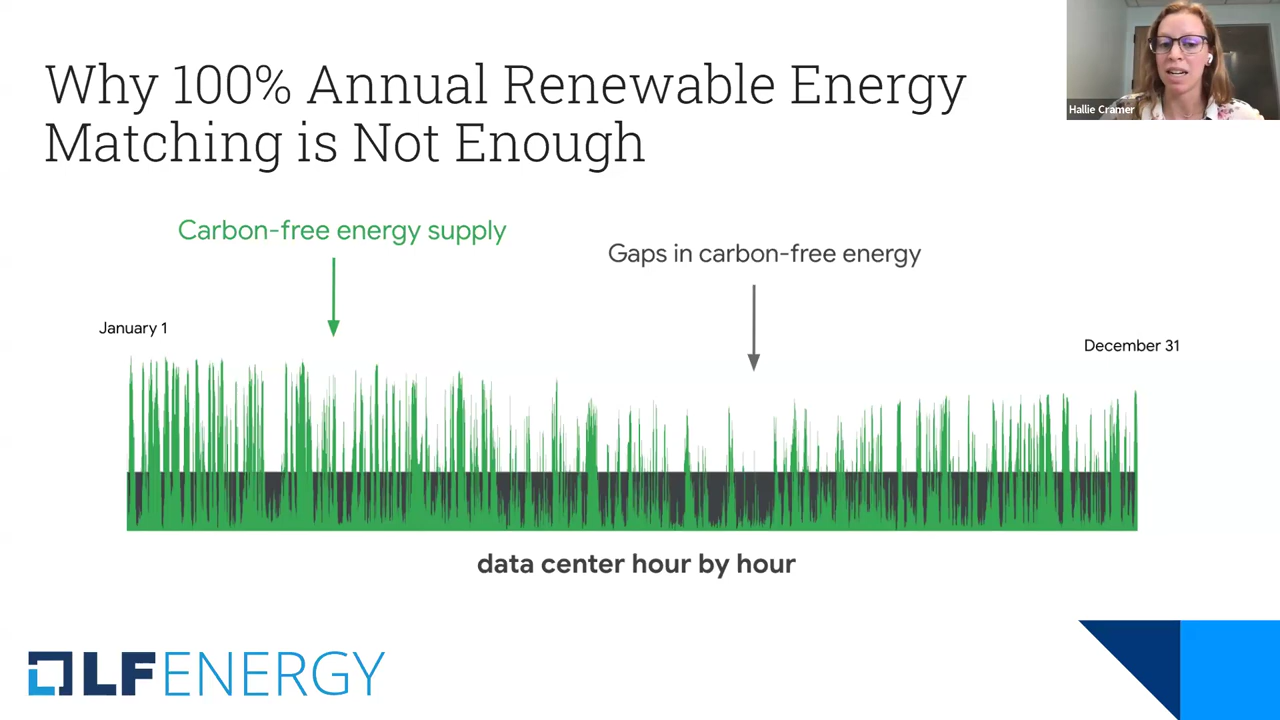 Why 100% Annual Renewable Energy
Matching is Not Enough
Hallie Cramer
Carbon-free energy supply
Gaps in carbon-free energy
January 1
December 31
data center hour by hour
LFENERGY